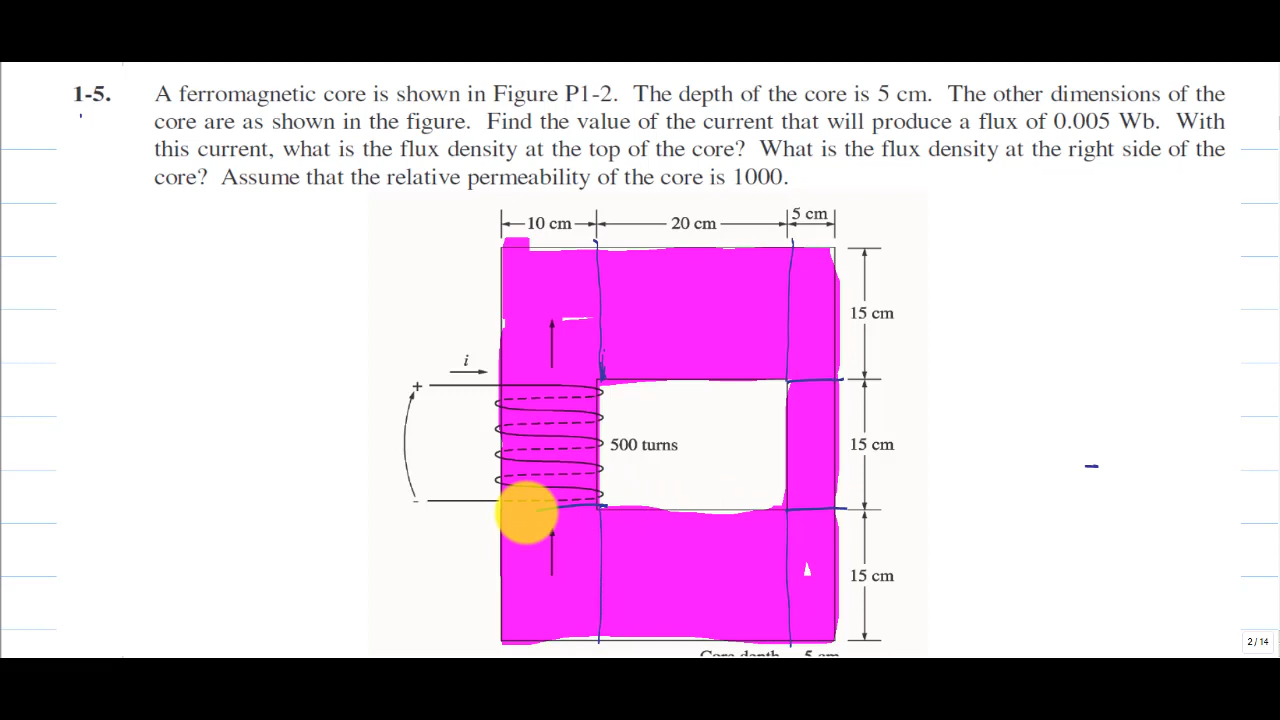 1-5. A ferromagnetic core is shown in Figure P1-2. The depth of the core is 5 cm. The other dimensions of the
core are as shown in the figure. Find the value of the current that will produce a flux of 0.005 Wb. With
this current, what is the flux density at the top of the core? What is the flux density at the right side of the
core? Assume that the relative permeability of the core is 1000.
10 cm 20 cm 5 cm
15 cm
i
+
500 turns 15 cm
-
15 cm
2 / 14
Core depth 5 cm